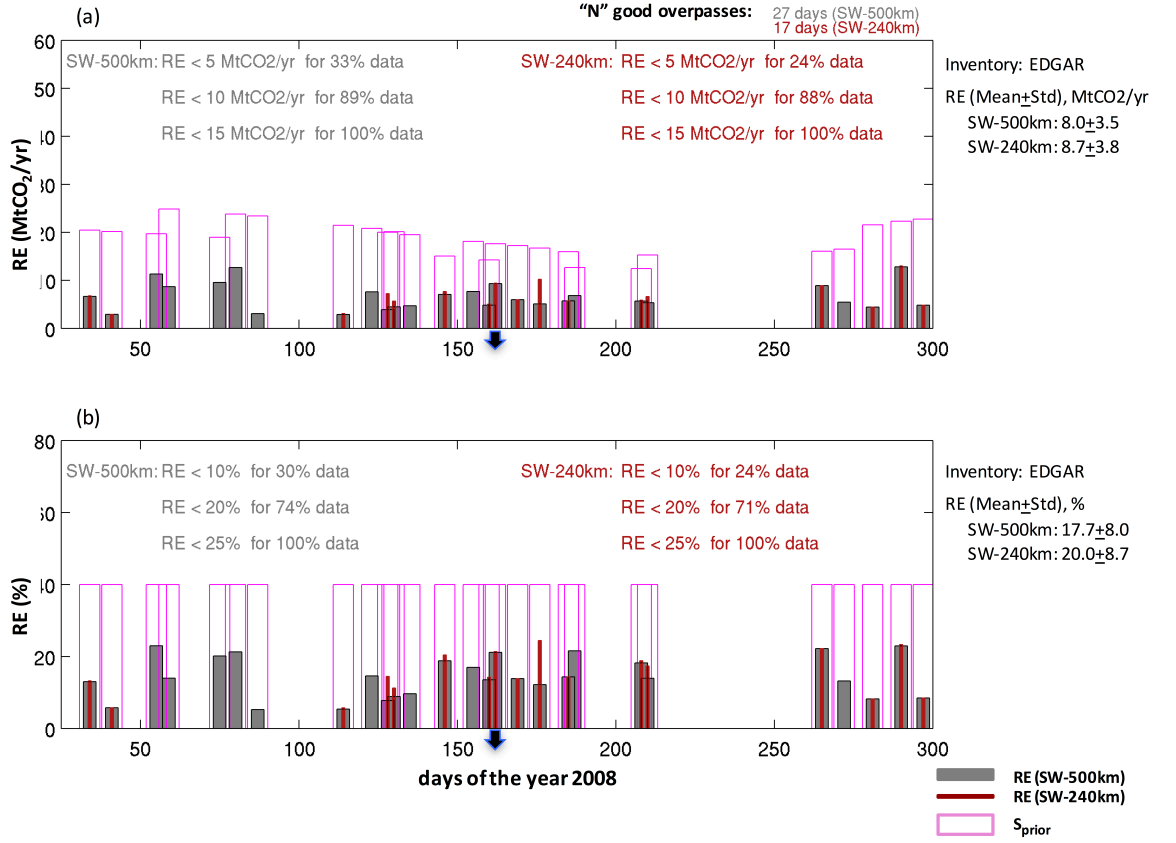 (a)
“N” good overpasses:
27 days (SW-500km)
17 days (SW-240km)
60
50
40
30
20
10
0
RE (MtCO2/yr)
SW-500km: RE < 5 MtCO2/yr for 33% data
RE < 10 MtCO2/yr for 89% data
RE < 15 MtCO2/yr for 100% data
SW-240km: RE < 5 MtCO2/yr for 24% data
RE < 10 MtCO2/yr for 88% data
RE < 15 MtCO2/yr for 100% data
Inventory: EDGAR
RE (Mean±Std), MtCO2/yr
SW-500km: 8.0±3.5
SW-240km: 8.7±3.8
50 100 150 200 250 300
(b)
80
60
40
20
0
RE (%)
SW-500km: RE < 10% for 30% data
RE < 20% for 74% data
RE < 25% for 100% data
SW-240km: RE < 10% for 24% data
RE < 20% for 71% data
RE < 25% for 100% data
Inventory: EDGAR
RE (Mean±Std), %
SW-500km: 17.7±8.0
SW-240km: 20.0±8.7
50 100 150 200 250 300
days of the year 2008
RE (SW-500km)
RE (SW-240km)
Sprior